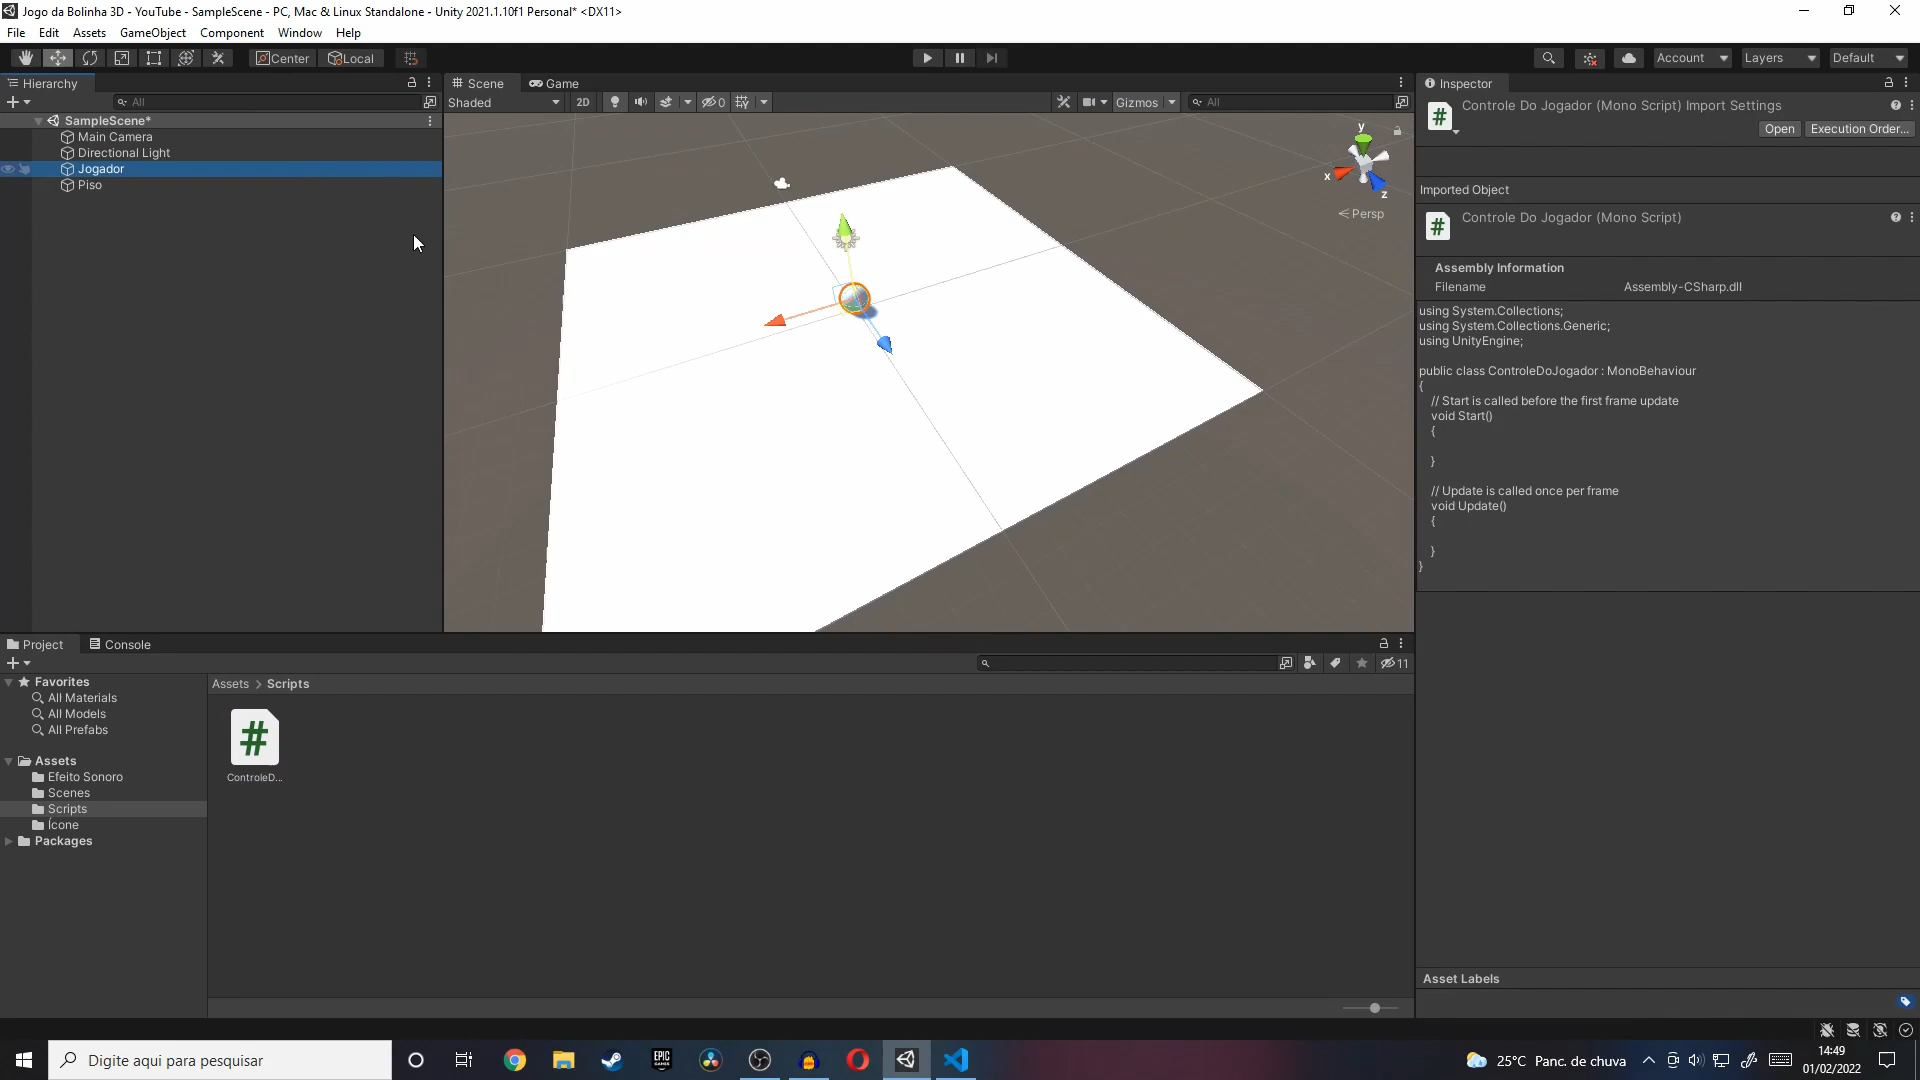 Jogo da Bolinha 3D - YouTube - SampleScene - PC, Mac & Linux Standalone - Unity 2021.1.10f1 Personal* <DX11>
File Edit Assets GameObject Component Window Help
Center Local Account Layers Default
Hierarchy
All
SampleScene*
Main Camera
Directional Light
Jogador
Piso
Scene Game
Shaded 2D 0 Gizmos All
y
x
z
Persp
Inspector
Controle Do Jogador (Mono Script) Import Settings
Open Execution Order...
Imported Object
Controle Do Jogador (Mono Script)
Assembly Information
Filename Assembly-CSharp.dll
using System.Collections;
using System.Collections.Generic;
using UnityEngine;
public class ControleDoJogador : MonoBehaviour
{
// Start is called before the first frame update
void Start()
{
}
// Update is called once per frame
void Update()
{
}
}
Asset Labels
Project Console
11
Favorites
All Materials
All Models
All Prefabs
Assets
Efeito Sonoro
Scenes
Scripts
Ícone
Packages
Assets > Scripts
#
ControleD...
Digite aqui para pesquisar
EPIC GAMES
25°C Panc. de chuva
14:49
01/02/2022